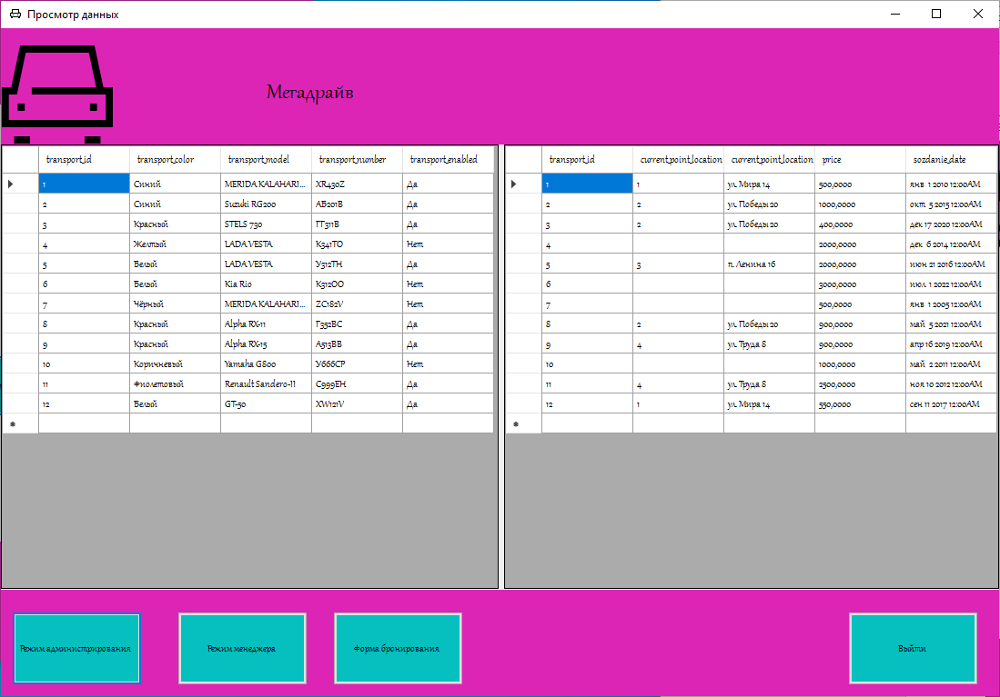 Просмотр данных
Мегадрайв
transport_id transport_color transport_model transport_number transport_enabled
1 Синий MERIDA KALAHARI... XR430Z Да
2 Синий Suzuki RG200 АБ201В Да
3 Красный STELS 730 ГТ311В Да
4 Желтый LADA VESTA К341ТО Нет
5 Белый LADA VESTA У312ТН Да
6 Белый Kia Rio К312ОО Нет
7 Чёрный MERIDA KALAHARI... ZC182V Нет
8 Красный Alpha RX-11 Г352ВС Да
9 Красный Alpha RX-15 А513ВВ Да
10 Коричневый Yamaha G800 У666СР Нет
11 Фиолетовый Renault Sandero-II С999ЕН Да
12 Белый GT-50 XW121V Да
transport_id current_point_location current_point_location price sozdanie_date
1 1 ул. Мира 14 500,0000 янв 1 2010 12:00AM
2 2 ул. Победы 20 1000,0000 окт 5 2015 12:00AM
3 2 ул. Победы 20 400,0000 дек 17 2020 12:00AM
4 2000,0000 дек 6 2014 12:00AM
5 3 п. Ленина 16 2000,0000 июн 21 2016 12:00AM
6 3000,0000 июл 1 2022 12:00AM
7 500,0000 янв 1 2005 12:00AM
8 2 ул. Победы 20 900,0000 май 5 2021 12:00AM
9 4 ул. Труда 8 900,0000 апр 16 2019 12:00AM
10 1000,0000 май 2 2011 12:00AM
11 4 ул. Труда 8 2500,0000 ноя 10 2012 12:00AM
12 1 ул. Мира 14 550,0000 сен 11 2017 12:00AM
Режим администрирования
Режим менеджера
Форма бронирования
Выйти